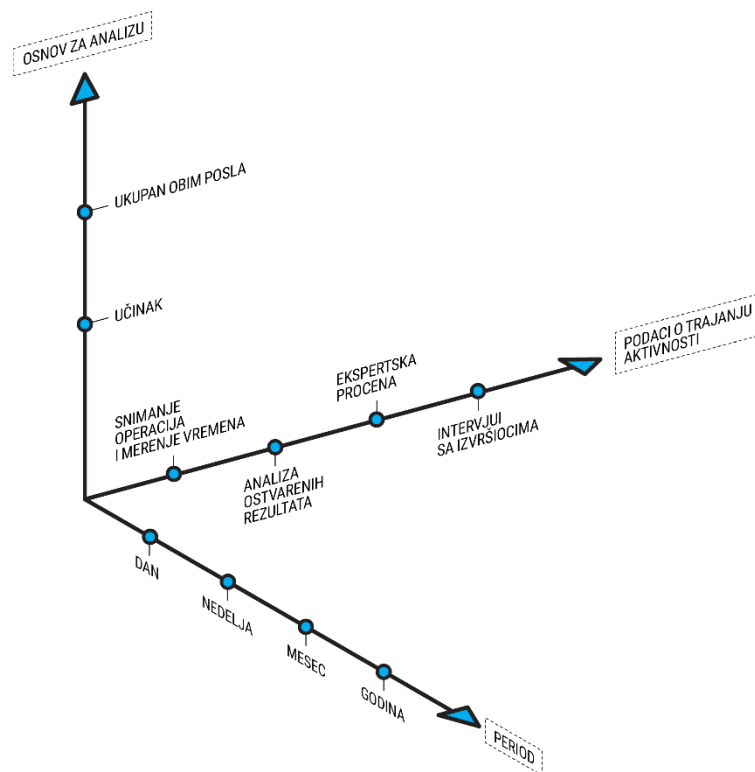 OSNOV ZA ANALIZU
UKUPAN OBIM POSLA
UČINAK
PODACI O TRAJANJU
AKTIVNOSTI
EKSPERTSKA
PROCENA
SNIMANJE
OPERACIJA
I MERENJE VREMENA
INTERVJUI
SA IZVRŠIOCIMA
ANALIZA
OSTVARENIH
REZULTATA
DAN
NEDELJA
MESEC
GODINA
PERIOD